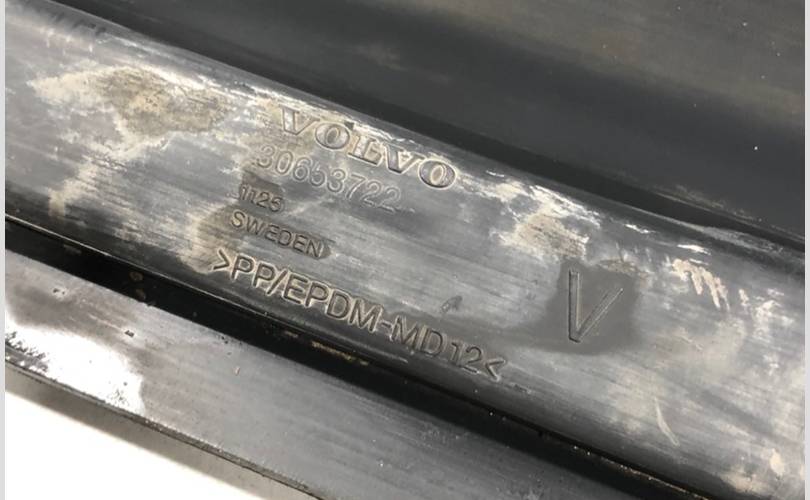 VOLVO
30653722
1125
SWEDEN
>PP/EPDM-MD12<
V